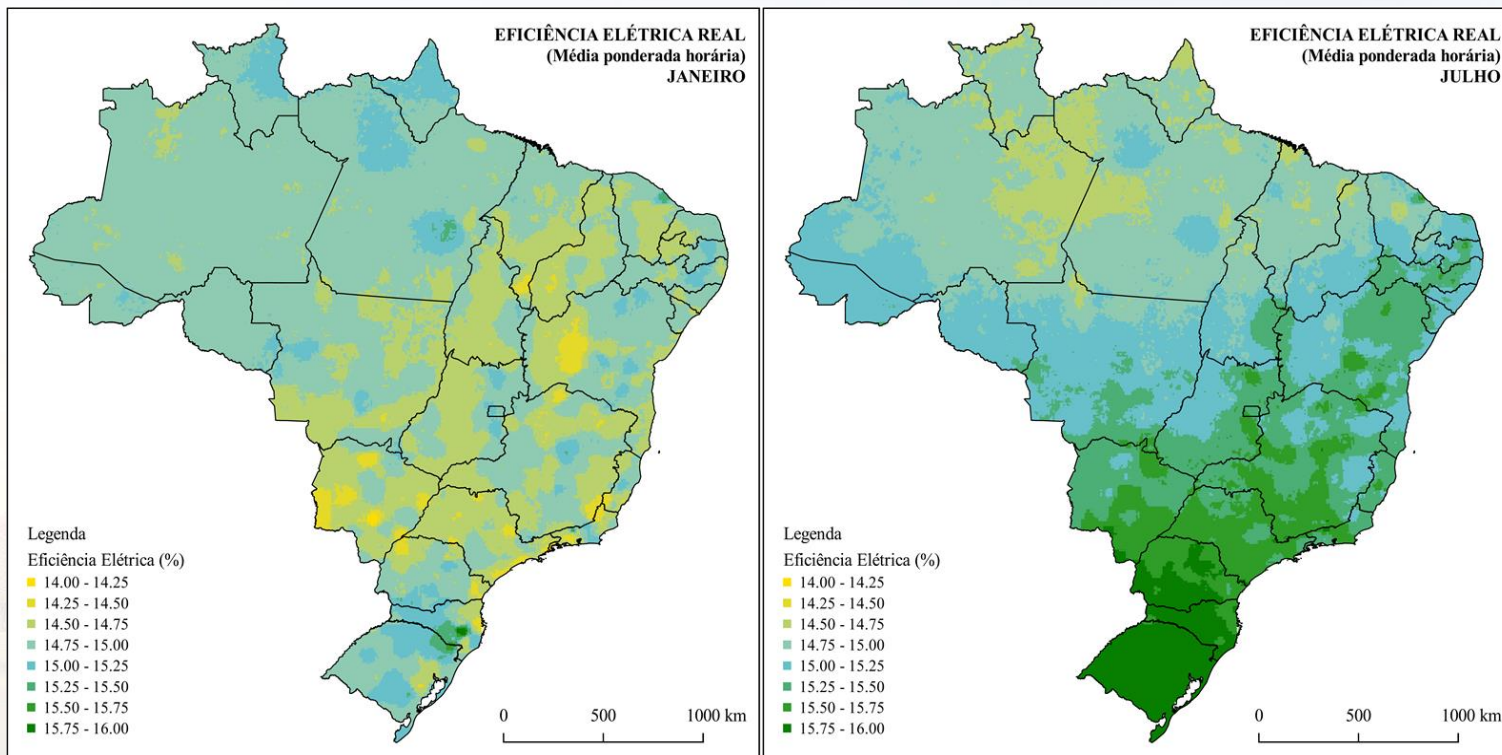 EFICIÊNCIA ELÉTRICA REAL
(Média ponderada horária)
JANEIRO
Legenda
Eficiência Elétrica (%)
14.00 - 14.25
14.25 - 14.50
14.50 - 14.75
14.75 - 15.00
15.00 - 15.25
15.25 - 15.50
15.50 - 15.75
15.75 - 16.00
0 500 1000 km
EFICIÊNCIA ELÉTRICA REAL
(Média ponderada horária)
JULHO
Legenda
Eficiência Elétrica (%)
14.00 - 14.25
14.25 - 14.50
14.50 - 14.75
14.75 - 15.00
15.00 - 15.25
15.25 - 15.50
15.50 - 15.75
15.75 - 16.00
0 500 1000 km